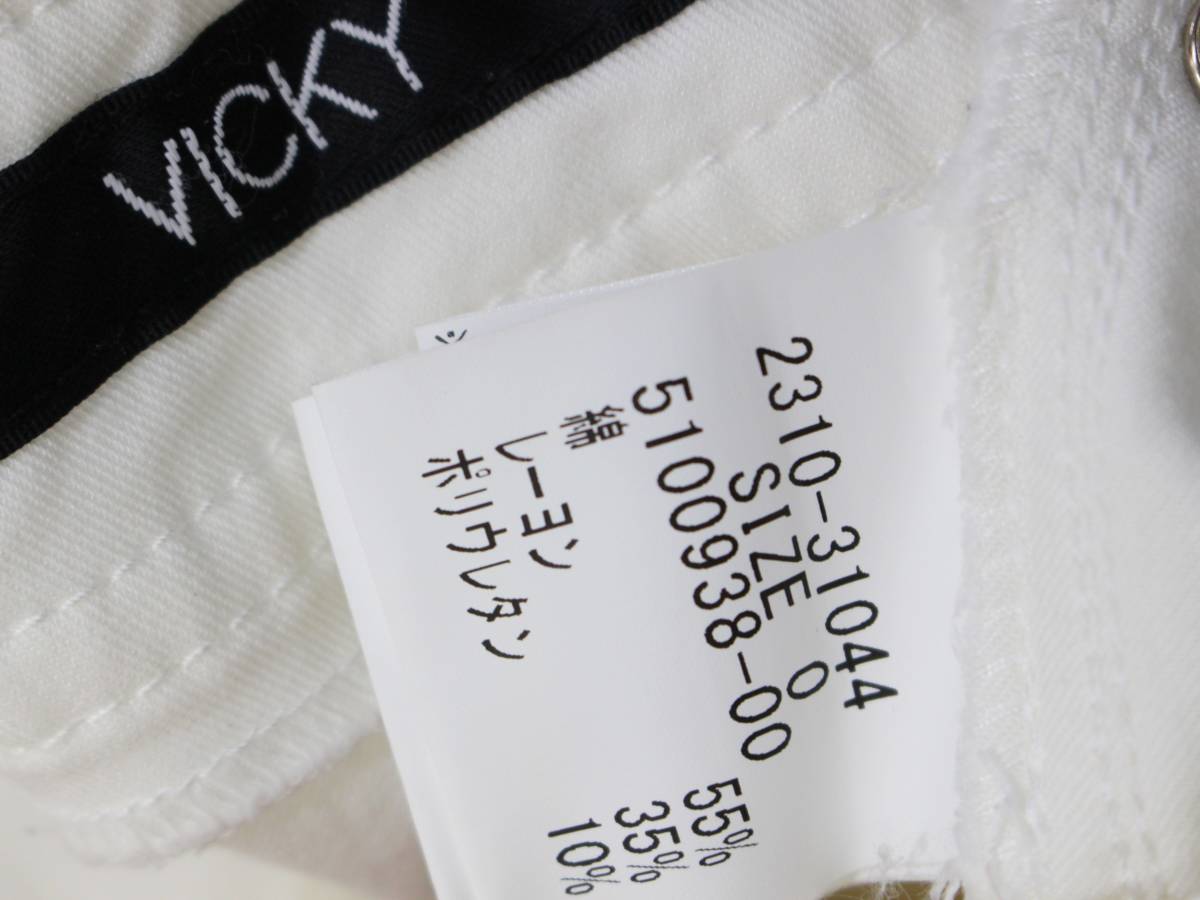 VICKY
2310-31044
SIZE 0
5100938-00
綿 55%
レーヨン 35%
ポリウレタン 10%
※